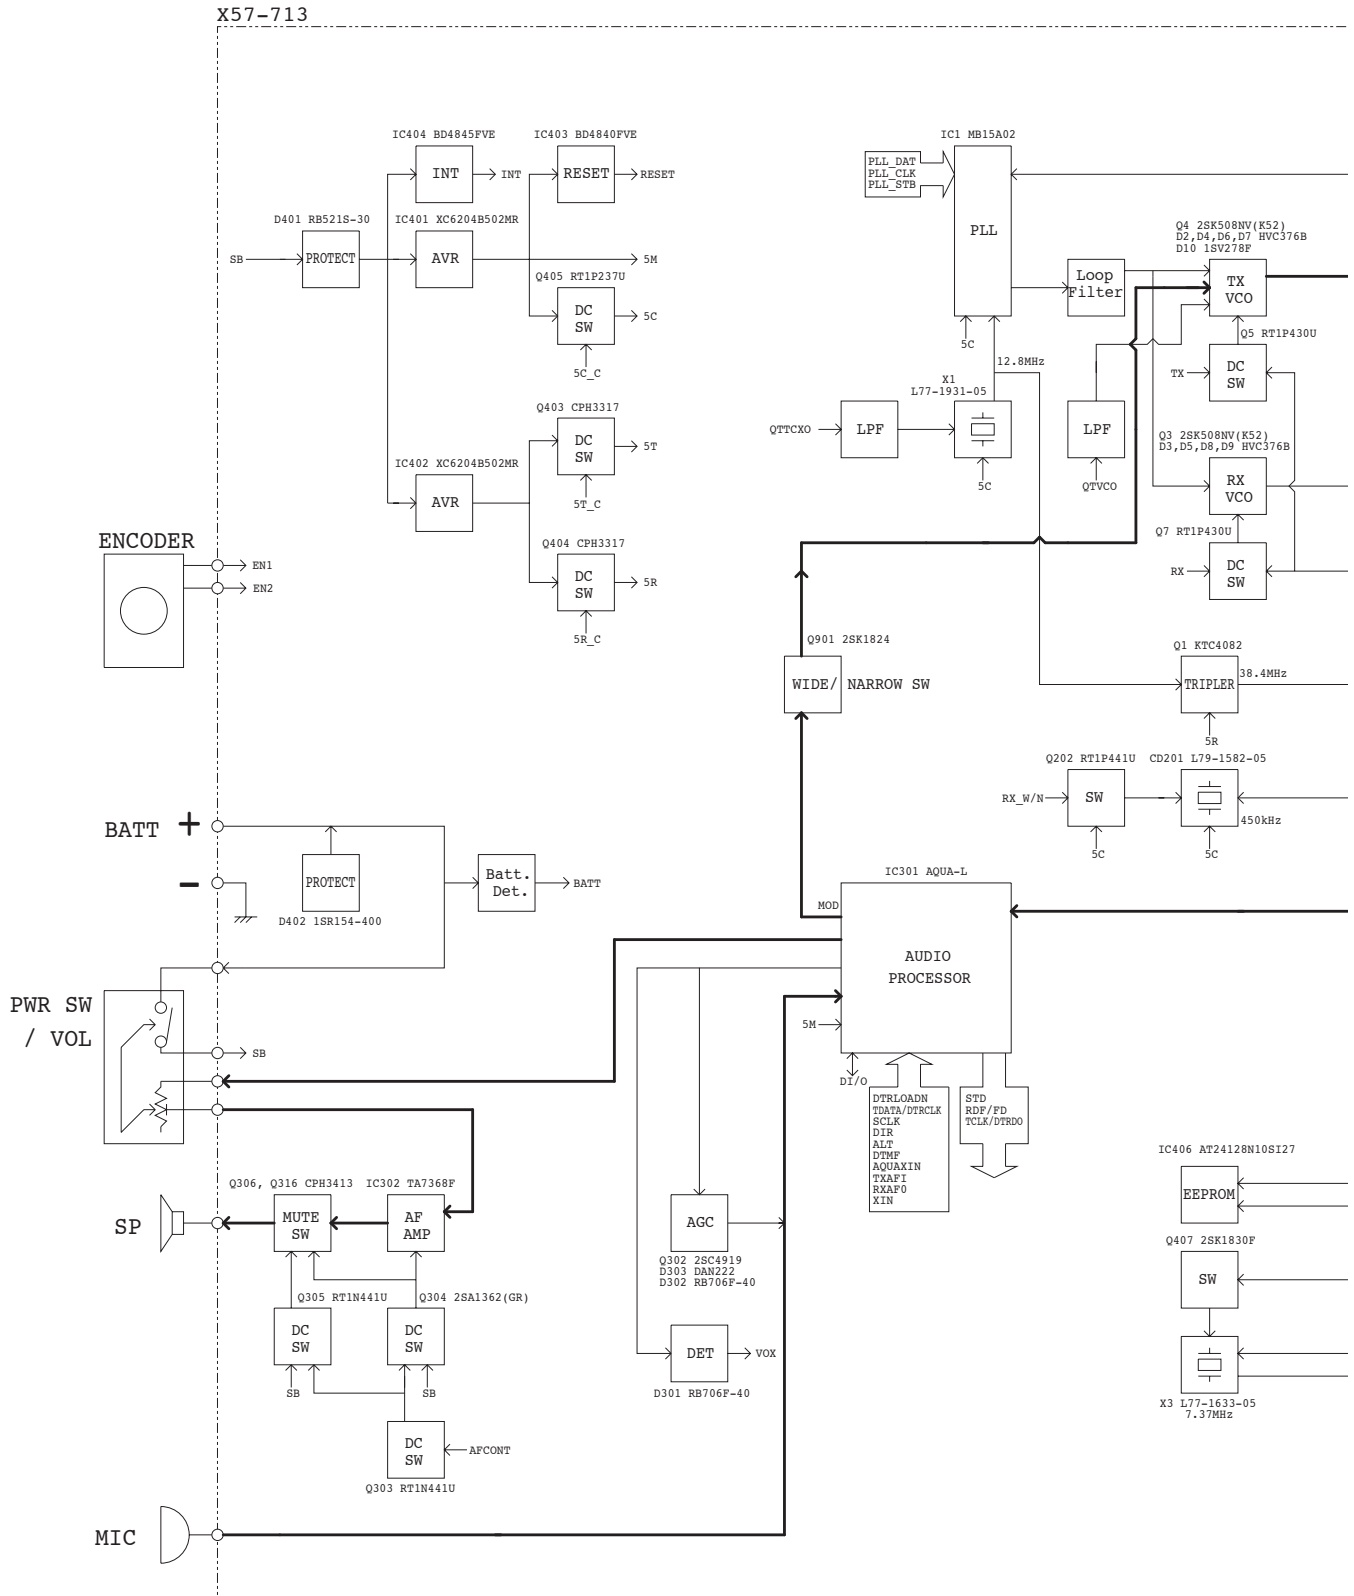 X57-713
IC404 BD4845FVE
INT
INT
IC403 BD4840FVE
RESET
RESET
D401 RB521S-30
SB
PROTECT
IC401 XC6204B502MR
AVR
5M
Q405 RT1P237U
DC
SW
5C
5C_C
Q403 CPH3317
DC
SW
5T
5T_C
IC402 XC6204B502MR
AVR
Q404 CPH3317
DC
SW
5R
5R_C
ENCODER
EN1
EN2
IC1 MB15A02
PLL_DAT
PLL_CLK
PLL_STB
PLL
5C
Loop
Filter
Q4 2SK508NV(K52)
D2,D4,D6,D7 HVC376B
D10 1SV278F
TX
VCO
Q5 RT1P430U
TX
DC
SW
12.8MHz
X1
L77-1931-05
QTTCXO
LPF
5C
LPF
QTVCO
Q3 2SK508NV(K52)
D3,D5,D8,D9 HVC376B
RX
VCO
Q7 RT1P430U
RX
DC
SW
Q901 2SK1824
WIDE/ NARROW SW
Q1 KTC4082
TRIPLER
38.4MHz
5R
Q202 RT1P441U
RX_W/N
SW
5C
CD201 L79-1582-05
450kHz
5C
BATT +
-
PROTECT
D402 1SR154-400
Batt.
Det.
BATT
PWR SW
/ VOL
SB
IC301 AQUA-L
MOD
AUDIO
PROCESSOR
5M
DI/O
DTRLOADN
TDATA/DTRCLK
SCLK
DIR
ALT
DTMF
AQUAXIN
TXAFI
RXAFO
XIN
STD
RDF/FD
TCLK/DTRDO
SP
Q306, Q316 CPH3413
MUTE
SW
IC302 TA7368F
AF
AMP
Q305 RT1N441U
DC
SW
SB
Q304 2SA1362(GR)
DC
SW
SB
DC
SW
AFCONT
Q303 RT1N441U
AGC
Q302 2SC4919
D303 DAN222
D302 RB706F-40
DET
VOX
D301 RB706F-40
IC406 AT24128N10SI27
EEPROM
Q407 2SK1830F
SW
X3 L77-1633-05
7.37MHz
MIC